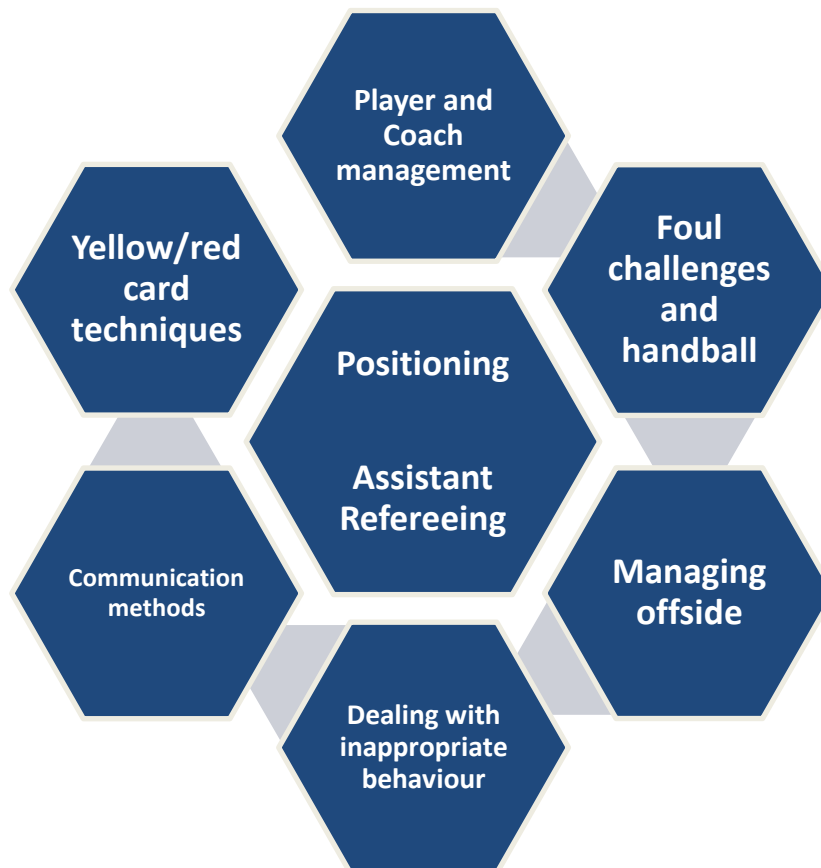 Player and
Coach
management
Foul
challenges
and
handball
Managing
offside
Dealing with
inappropriate
behaviour
Communication
methods
Yellow/red
card
techniques
Positioning
Assistant
Refereeing